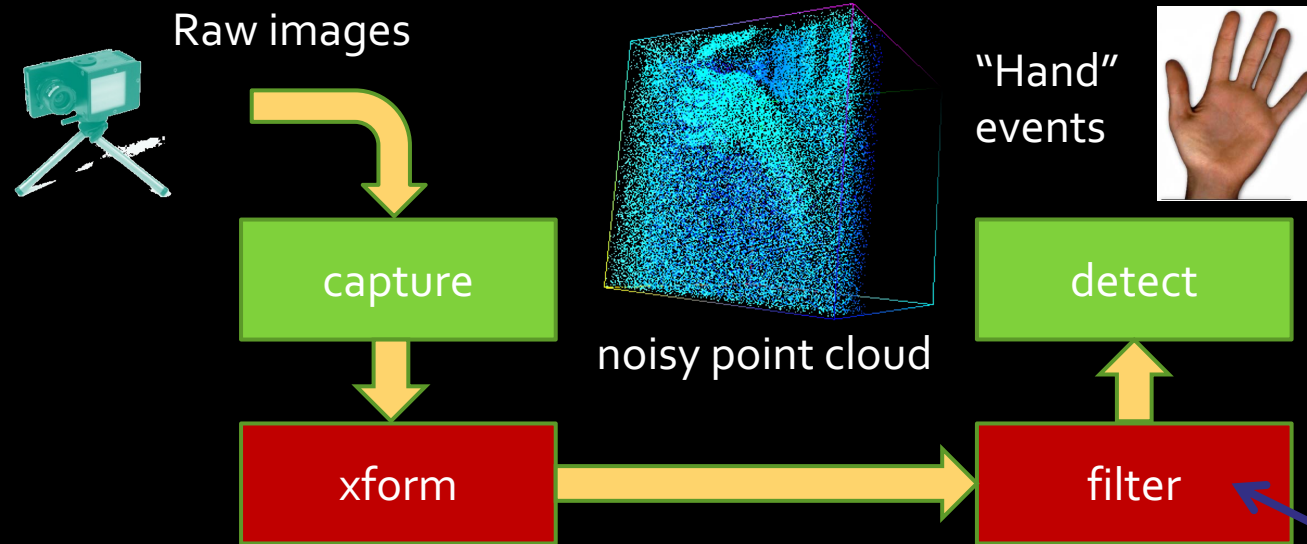 Raw images
“Hand”
events
capture
detect
noisy point cloud
xform
filter